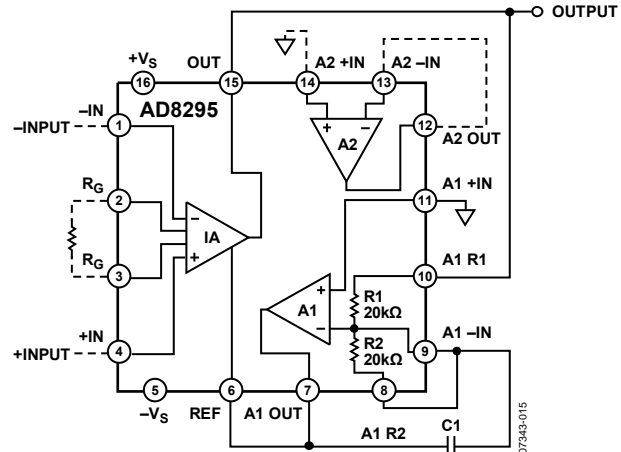 OUTPUT
+VS
OUT
A2 +IN
A2 –IN
16
15
14
13
AD8295
–IN
–INPUT
1
+
–
A2
12
A2 OUT
A1 +IN
RG
2
11
–
IA
+
RG
3
10
A1 R1
A1
+
–
R1
20kΩ
R2
20kΩ
+IN
+INPUT
4
9
A1 –IN
5
6
7
8
–VS
REF
A1 OUT
A1 R2
C1
07343-015